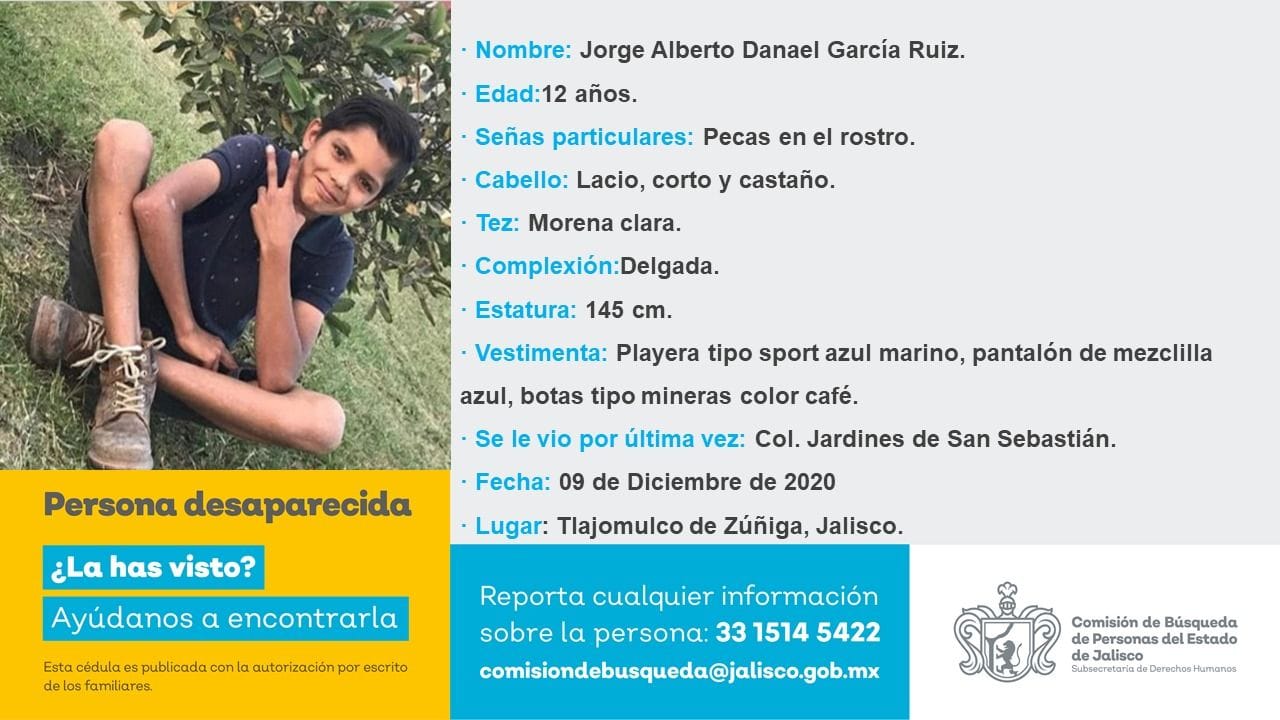 · Nombre: Jorge Alberto Danael García Ruiz.
· Edad:12 años.
· Señas particulares: Pecas en el rostro.
· Cabello: Lacio, corto y castaño.
· Tez: Morena clara.
· Complexión:Delgada.
· Estatura: 145 cm.
· Vestimenta: Playera tipo sport azul marino, pantalón de mezclilla
azul, botas tipo mineras color café.
· Se le vio por última vez: Col. Jardines de San Sebastián.
· Fecha: 09 de Diciembre de 2020
· Lugar: Tlajomulco de Zúñiga, Jalisco.
Persona desaparecida
¿La has visto?
Ayúdanos a encontrarla
Esta cédula es publicada con la autorización por escrito
de los familiares.
Reporta cualquier información
sobre la persona: 33 1514 5422
comisiondebusqueda@jalisco.gob.mx
Comisión de Búsqueda
de Personas del Estado
de Jalisco
Subsecretaría de Derechos Humanos